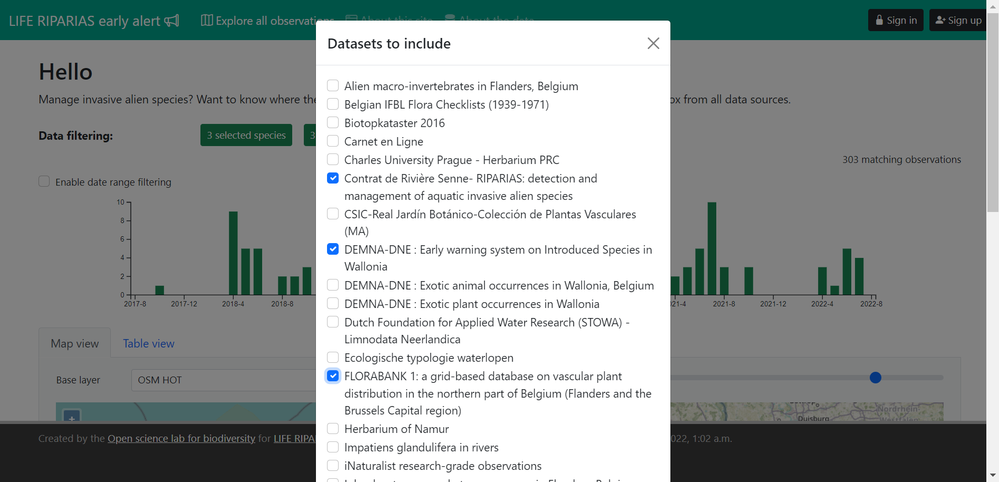 LIFE RIPARIAS early alert
Explore all observations
About this site
About the data
Sign in
Sign up
Datasets to include
Hello
Manage invasive alien species? Want to know where the
ox from all data sources.
Data filtering:
3 selected species
3
303 matching observations
Enable date range filtering
Alien macro-invertebrates in Flanders, Belgium
Belgian IFBL Flora Checklists (1939-1971)
Biotopkataster 2016
Carnet en Ligne
Charles University Prague - Herbarium PRC
Contrat de Rivière Senne- RIPARIAS: detection and
management of aquatic invasive alien species
CSIC-Real Jardín Botánico-Colección de Plantas Vasculares
(MA)
DEMNA-DNE : Early warning system on Introduced Species in
Wallonia
DEMNA-DNE : Exotic animal occurrences in Wallonia, Belgium
DEMNA-DNE : Exotic plant occurrences in Wallonia
Dutch Foundation for Applied Water Research (STOWA) -
Limnodata Neerlandica
Ecologische typologie waterlopen
FLORABANK 1: a grid-based database on vascular plant
distribution in the northern part of Belgium (Flanders and the
Brussels Capital region)
Herbarium of Namur
Impatiens glandulifera in rivers
iNaturalist research-grade observations
10
8
6
4
2
0
2017-8
2017-12
2018-4
2018-8
21-4
2021-8
2021-12
2022-4
2022-8
Map view
Table view
Base layer
OSM HOT
+
Nordrhein-
Westfalen
Duisburg
Created by the Open science lab for biodiversity for LIFE RIPA
022, 1:02 a.m.